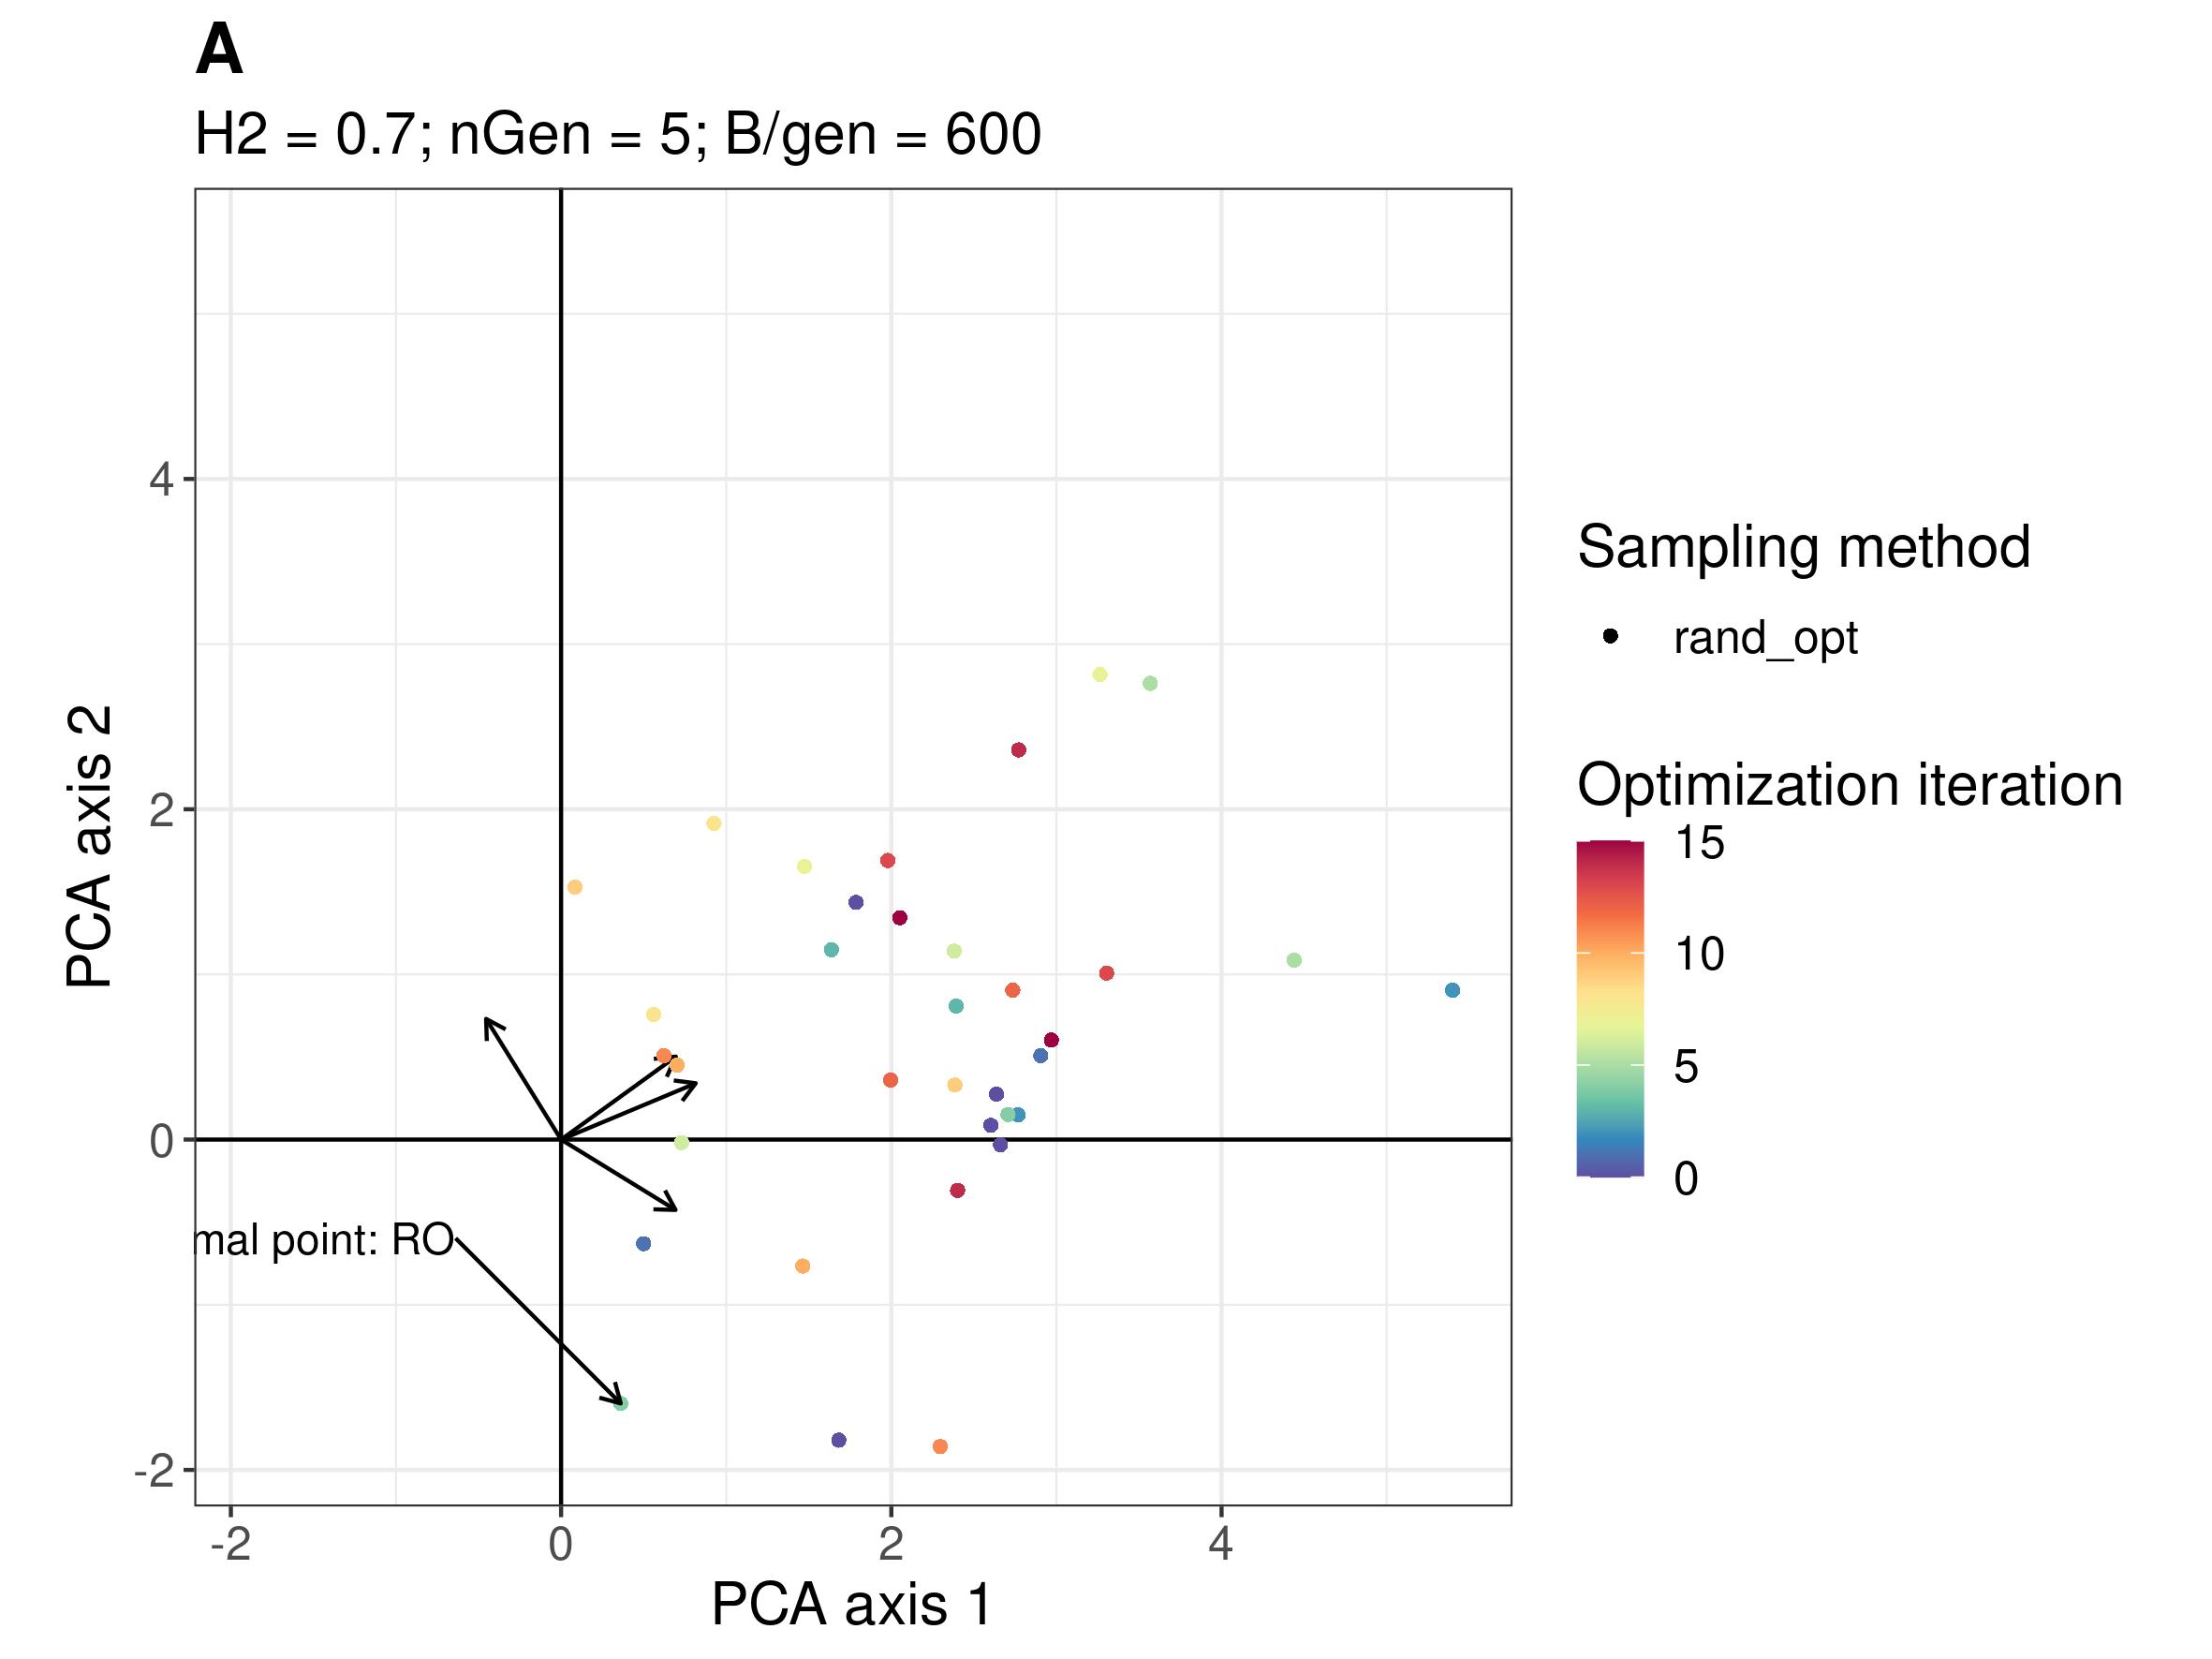 A
H2 = 0.7; nGen = 5; B/gen = 600
4
2
0
-2
PCA axis 2
mal point: RO
-2
0
2
4
PCA axis 1
Sampling method
rand_opt
Optimization iteration
15
10
5
0